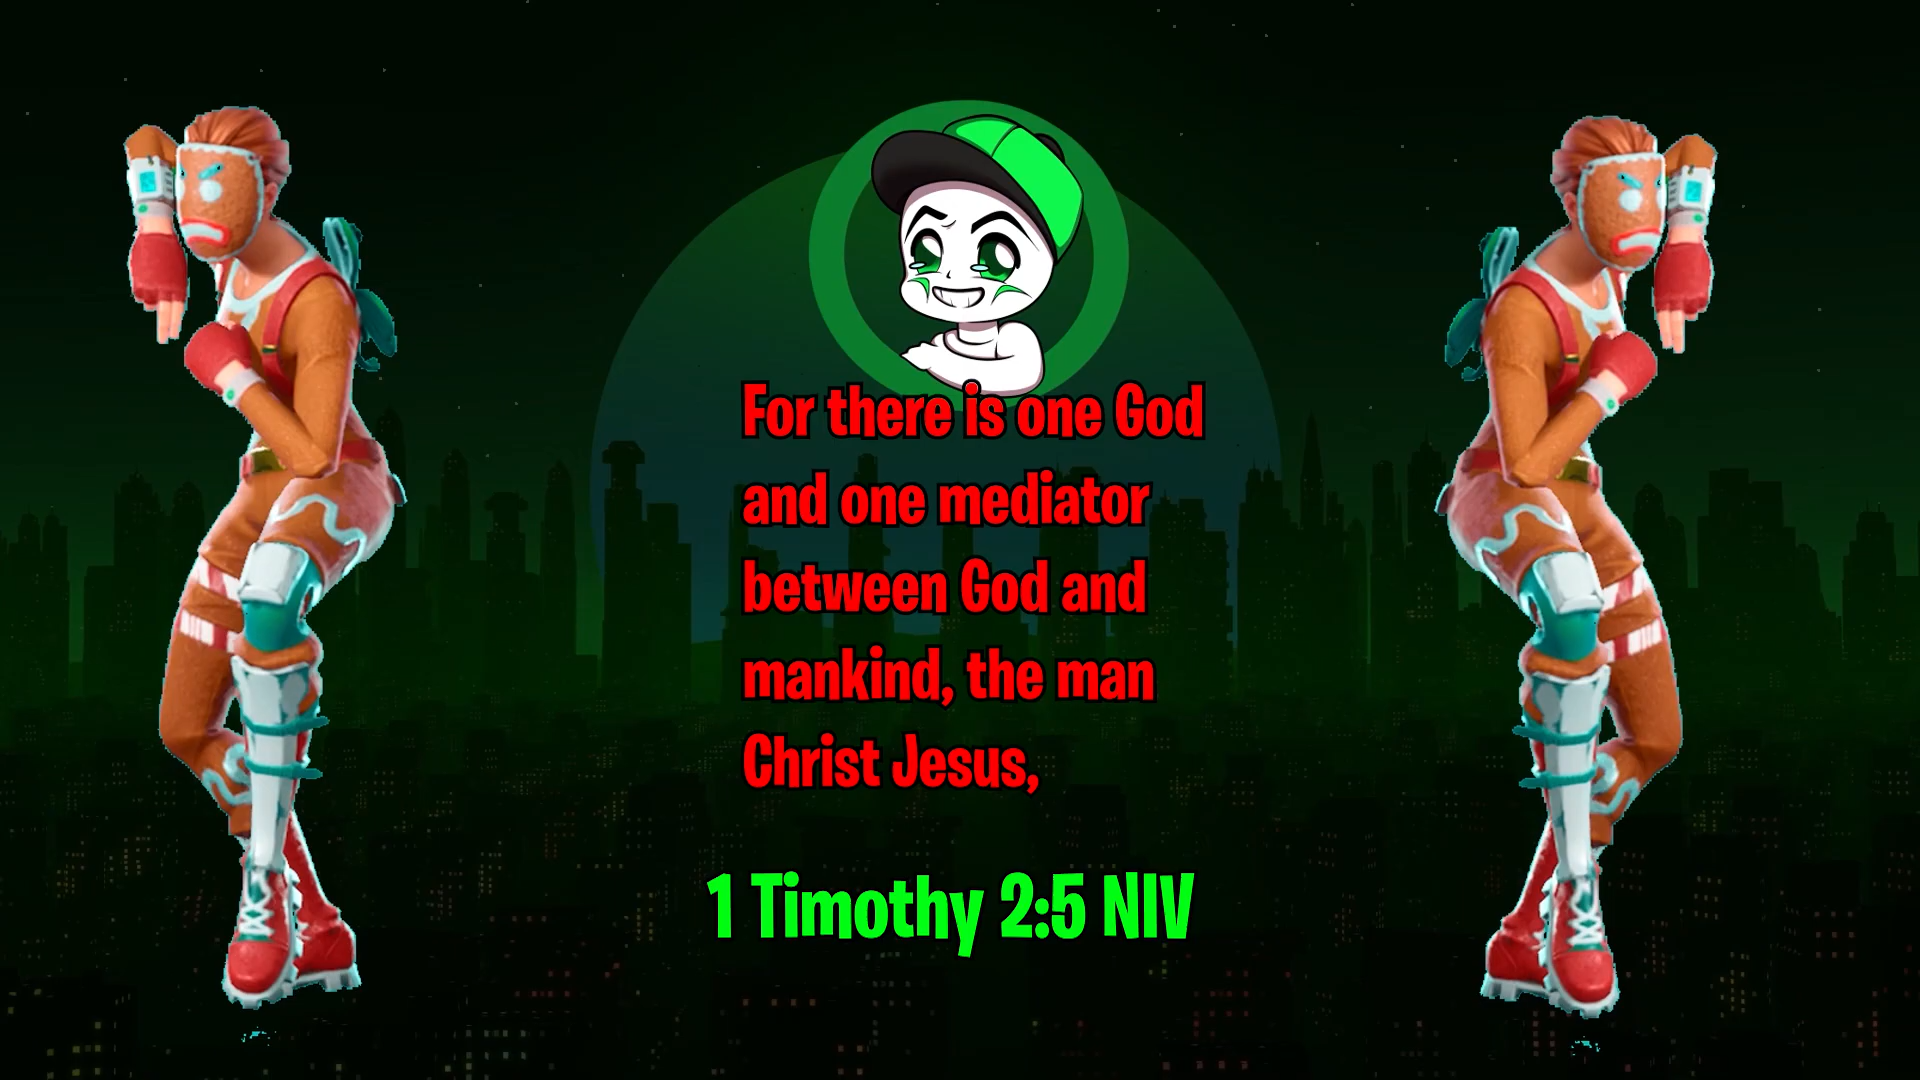 For there is one God
and one mediator
between God and
mankind, the man
Christ Jesus,
1 Timothy 2:5 NIV